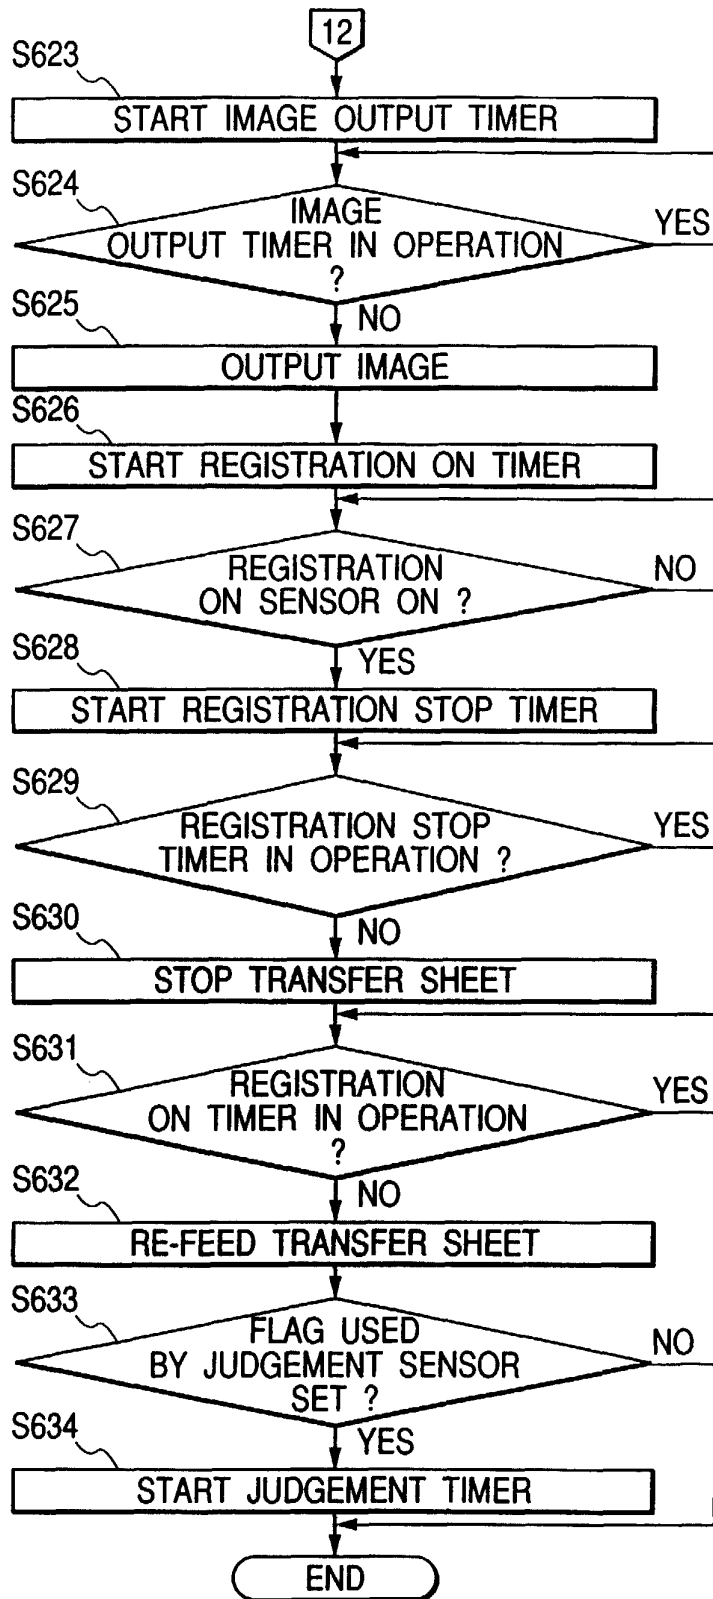 12
S623
START IMAGE OUTPUT TIMER
S624
IMAGE
OUTPUT TIMER IN OPERATION
?
YES
NO
S625
OUTPUT IMAGE
S626
START REGISTRATION ON TIMER
S627
REGISTRATION
ON SENSOR ON ?
NO
YES
S628
START REGISTRATION STOP TIMER
S629
REGISTRATION STOP
TIMER IN OPERATION ?
YES
NO
S630
STOP TRANSFER SHEET
S631
REGISTRATION
ON TIMER IN OPERATION
?
YES
NO
S632
RE-FEED TRANSFER SHEET
S633
FLAG USED
BY JUDGEMENT SENSOR
SET ?
NO
YES
S634
START JUDGEMENT TIMER
END